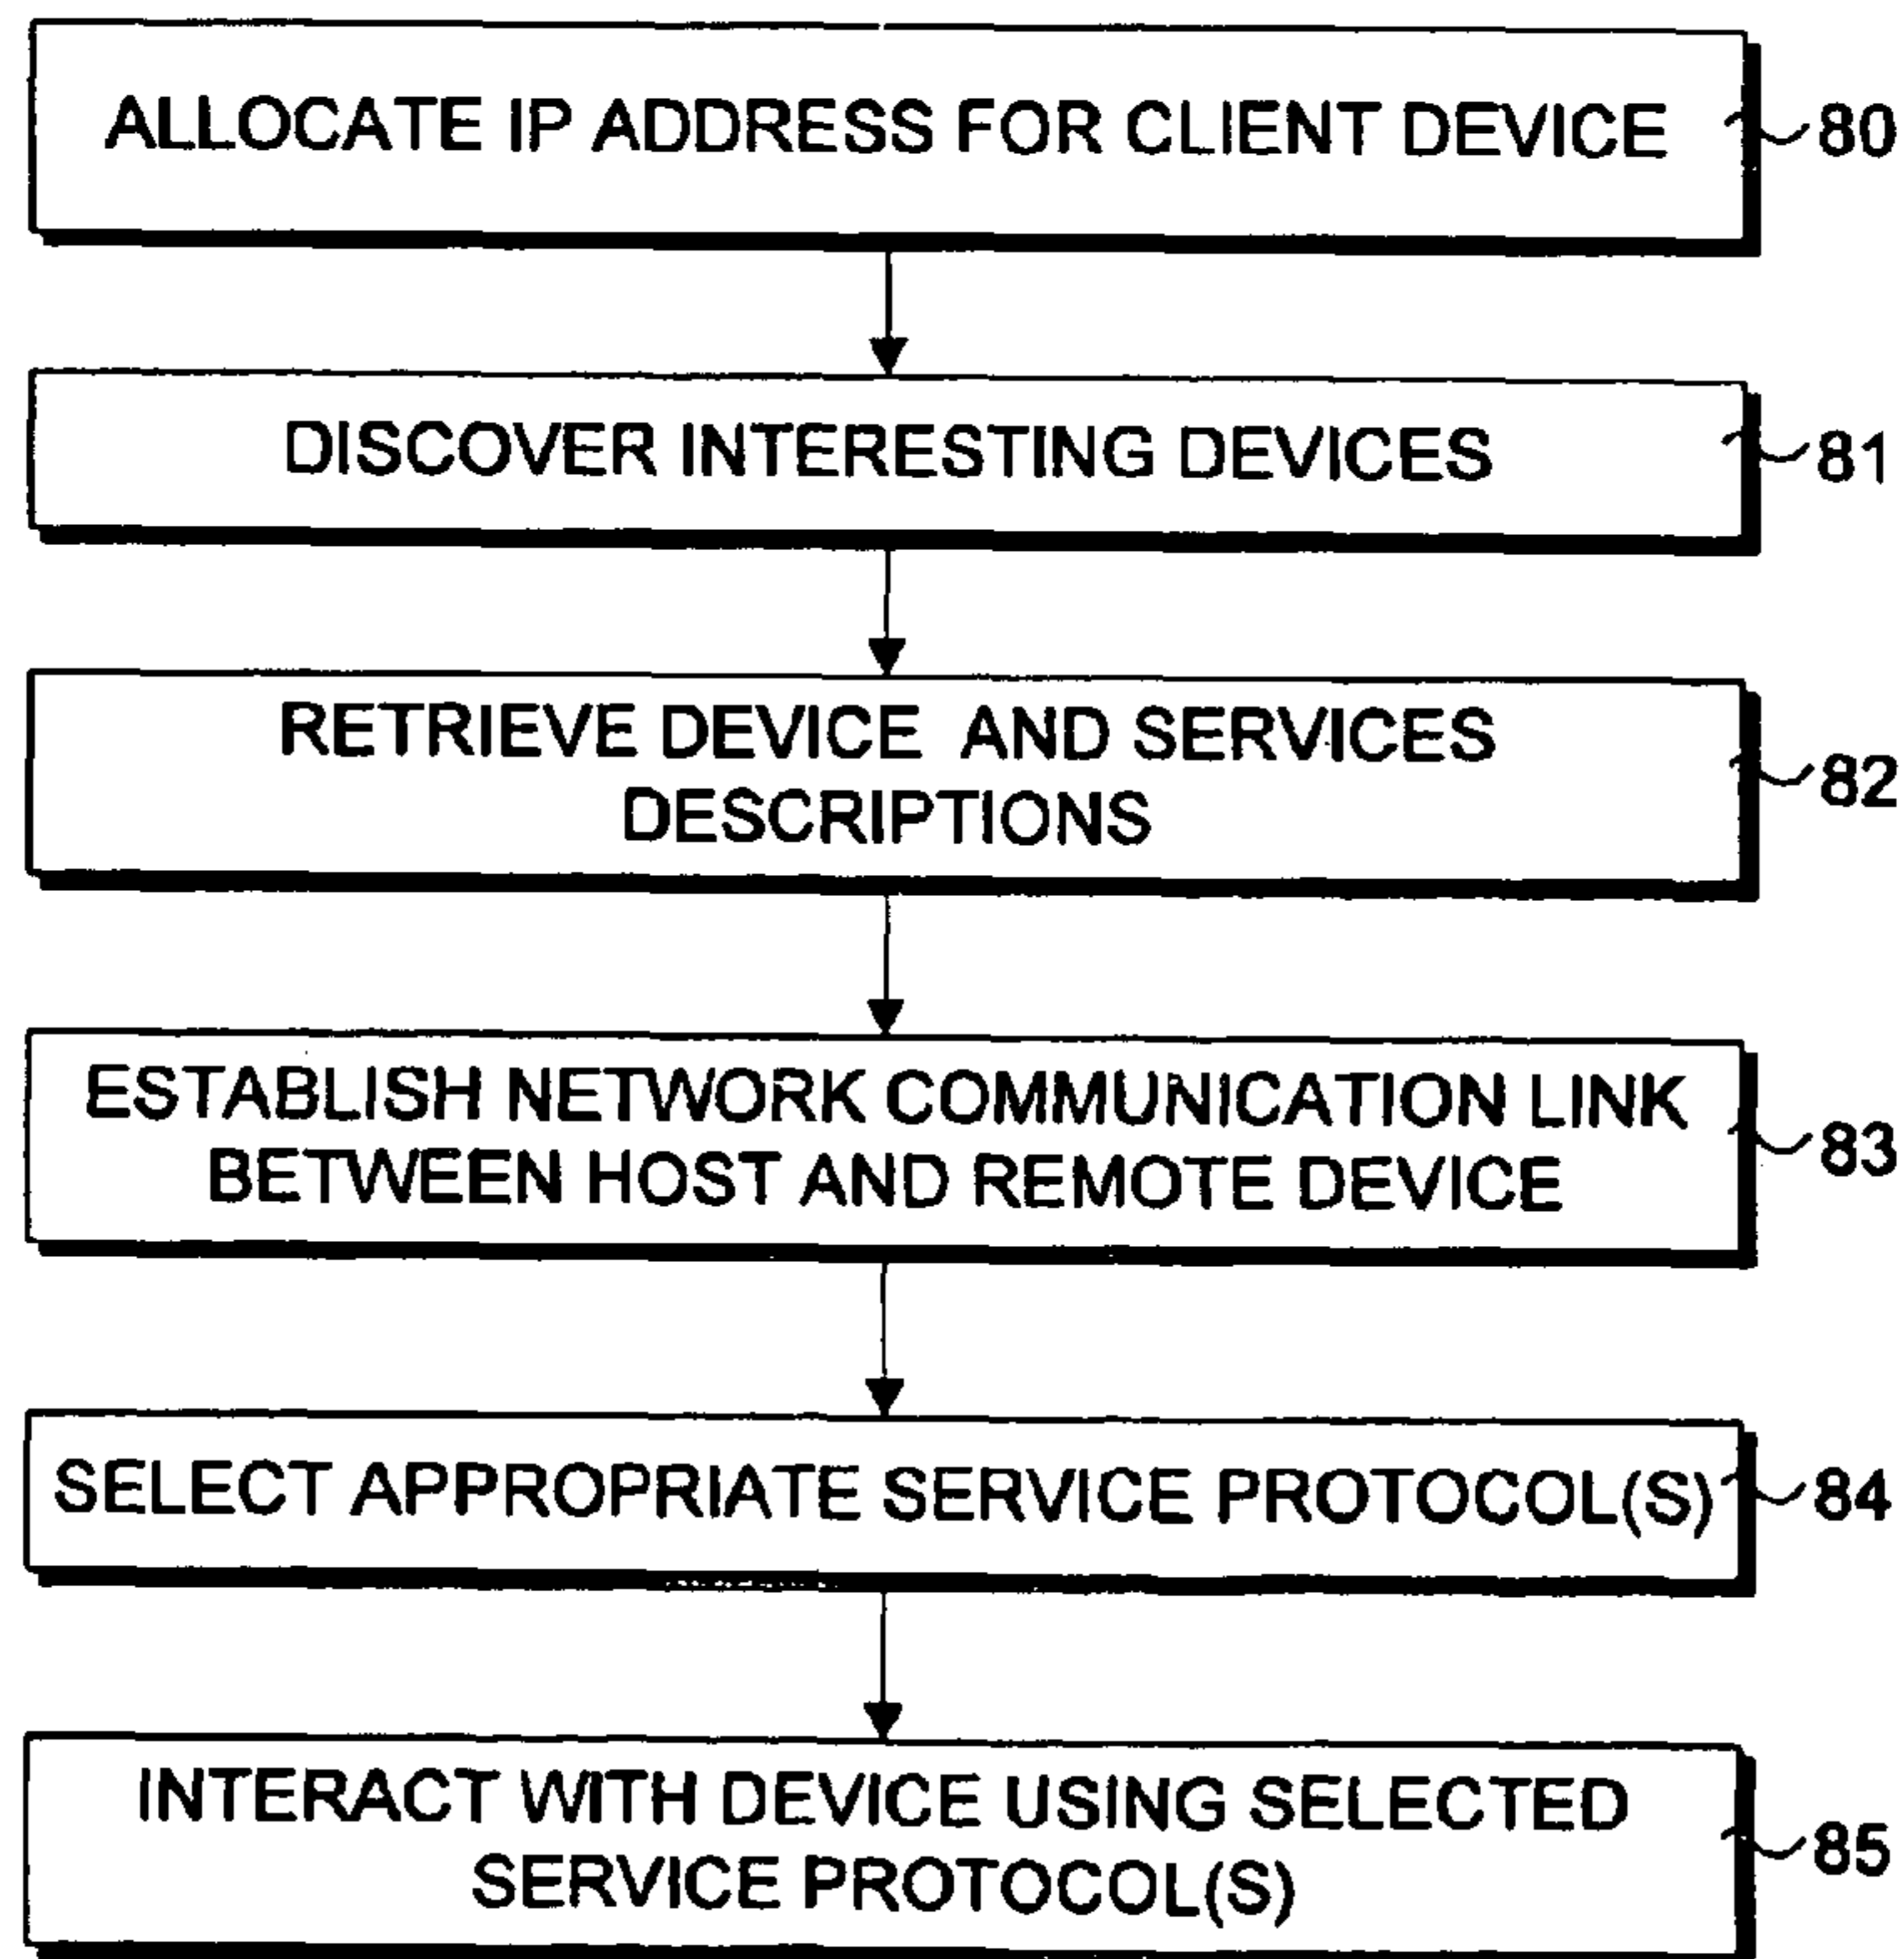 ALLOCATE IP ADDRESS FOR CLIENT DEVICE 80
DISCOVER INTERESTING DEVICES 81
RETRIEVE DEVICE AND SERVICES
DESCRIPTIONS
82
ESTABLISH NETWORK COMMUNICATION LINK
BETWEEN HOST AND REMOTE DEVICE
83
SELECT APPROPRIATE SERVICE PROTOCOL(S) 84
INTERACT WITH DEVICE USING SELECTED
SERVICE PROTOCOL(S)
85